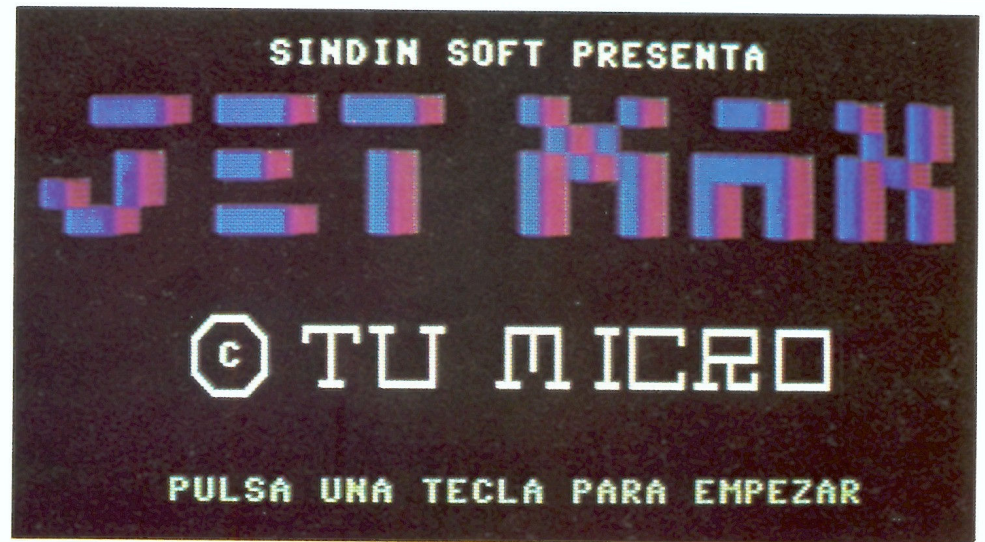 SINDIN SOFT PRESENTA
JET MAX
© TU MICRO
PULSA UNA TECLA PARA EMPEZAR